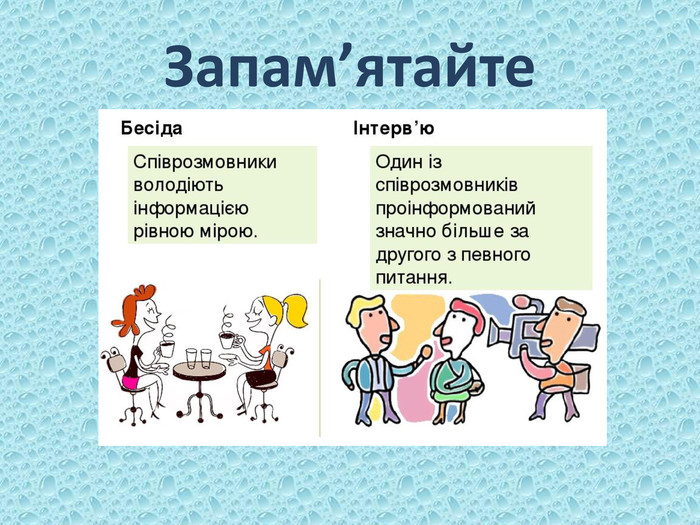 Запам’ятайте
Бесіда
Співрозмовники
володіють
інформацією
рівною мірою.
Інтерв’ю
Один із
співрозмовників
проінформований
значно більше за
другого з певного
питання.